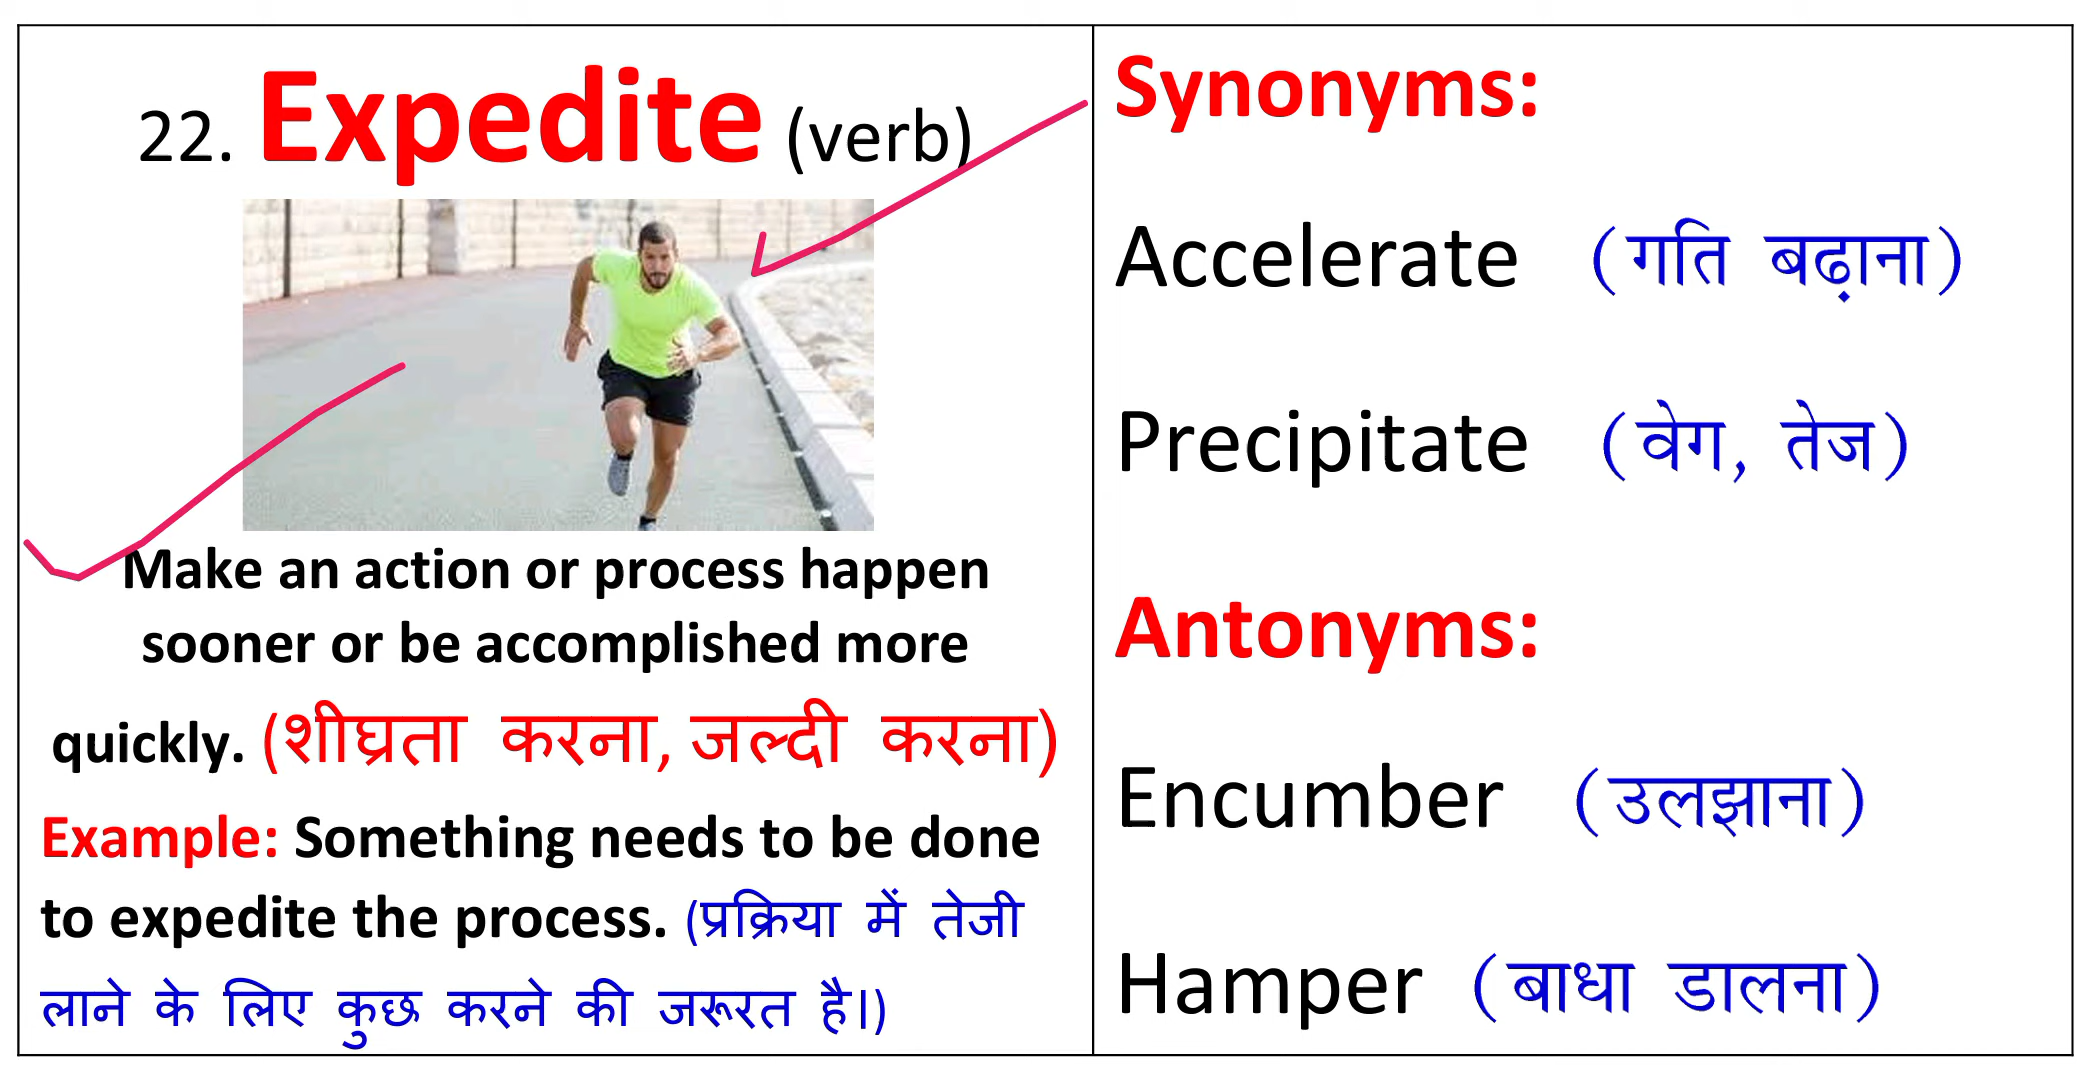 22. Expedite (verb)
Make an action or process happen
sooner or be accomplished more
quickly. (शीघ्रता करना, जल्दी करना)
Example: Something needs to be done
to expedite the process. (प्रक्रिया में तेजी
लाने के लिए कुछ करने की जरूरत है।)
Synonyms:
Accelerate (गति बढ़ाना)
Precipitate (वेग, तेज)
Antonyms:
Encumber (उलझाना)
Hamper (बाधा डालना)